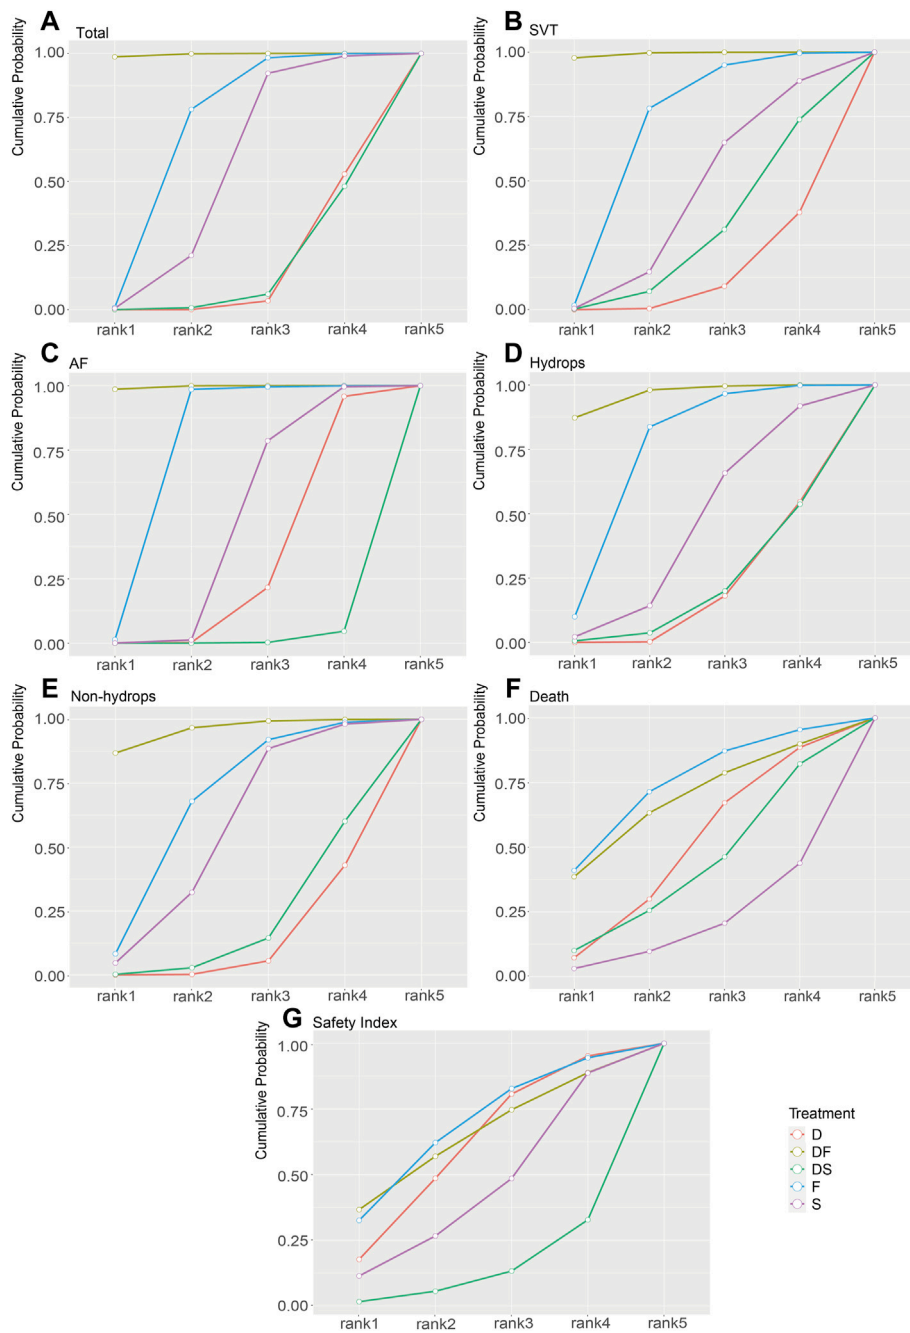 A Total
Cumulative Probability
1.00
0.75
0.50
0.25
0.00
rank1 rank2 rank3 rank4 rank5
B SVT
Cumulative Probability
1.00
0.75
0.50
0.25
0.00
rank1 rank2 rank3 rank4 rank5
C AF
Cumulative Probability
1.00
0.75
0.50
0.25
0.00
rank1 rank2 rank3 rank4 rank5
D Hydrops
Cumulative Probability
1.00
0.75
0.50
0.25
0.00
rank1 rank2 rank3 rank4 rank5
E Non-hydrops
Cumulative Probability
1.00
0.75
0.50
0.25
0.00
rank1 rank2 rank3 rank4 rank5
F Death
Cumulative Probability
1.00
0.75
0.50
0.25
0.00
rank1 rank2 rank3 rank4 rank5
G Safety Index
Cumulative Probability
1.00
0.75
0.50
0.25
0.00
rank1 rank2 rank3 rank4 rank5
Treatment
D
DF
DS
F
S